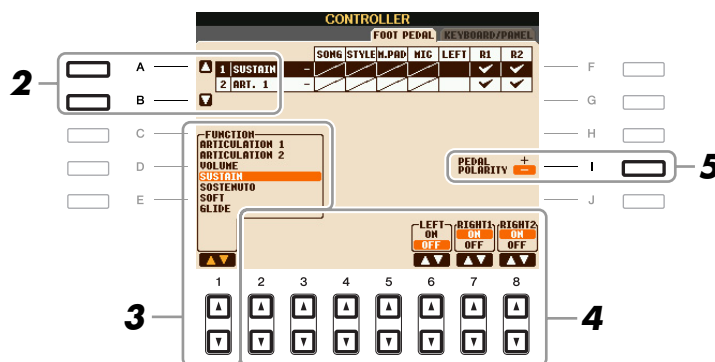 CONTROLLER
FOOT PEDAL KEYBOARD/PANEL
SONG STYLE M.PAD MIC LEFT R1 R2
1 SUSTAIN –
2 ART. 1 –
2
A
B
C
D
E
F
G
H
I
J
FUNCTION
ARTICULATION 1
ARTICULATION 2
VOLUME
SUSTAIN
SOSTENUTO
SOFT
GLIDE
PEDAL POLARITY + –
5
LEFT RIGHT1 RIGHT2
ON ON ON
OFF OFF OFF
1 2 3 4 5 6 7 8
3
4